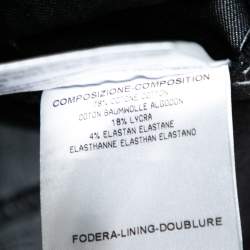 COMPOSIZIONE-COMPOSITION
78% COTONE COTTON
COTON BAUMWOLLE ALGODON
18% LYCRA
4% ELASTAN ELASTANE
ELASTHANNE ELASTHAN ELASTANO
FODERA-LINING-DOUBLURE